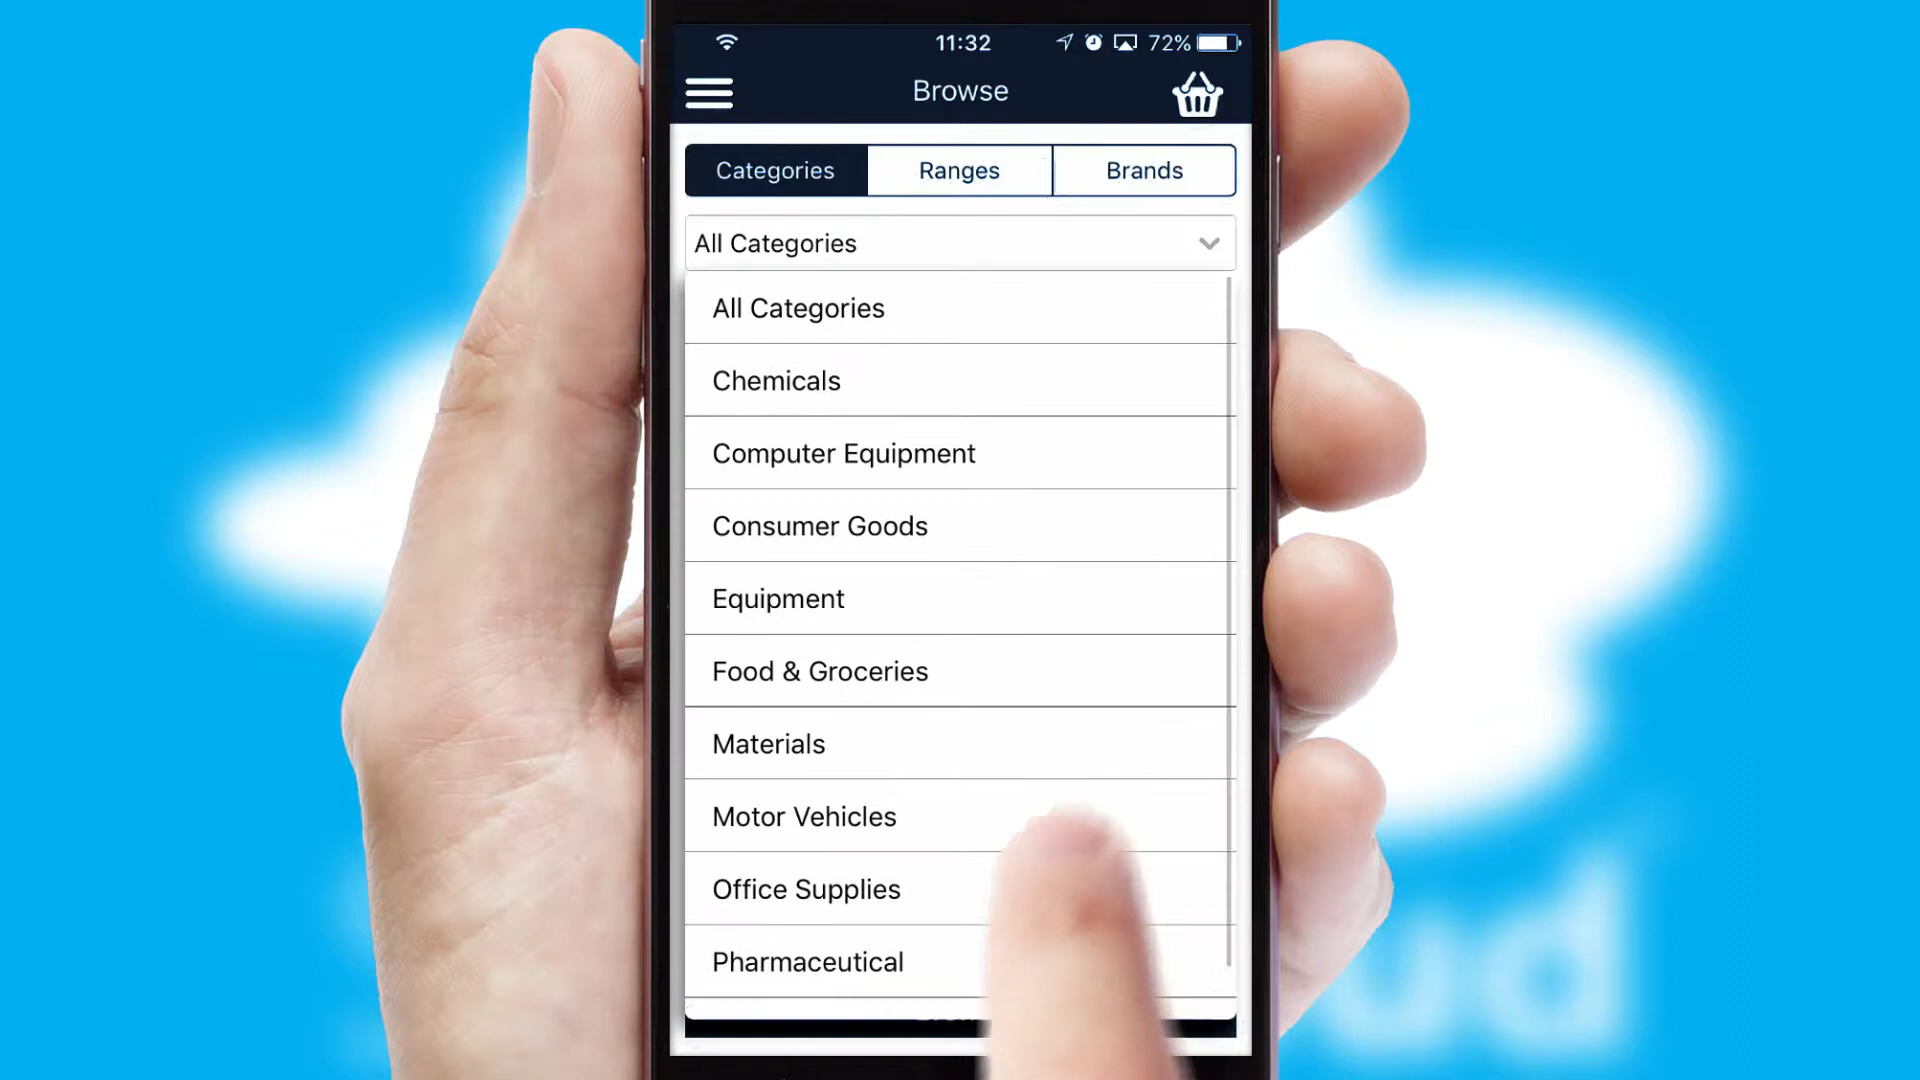 11:32 72%
Browse
Categories Ranges Brands
All Categories
All Categories
Chemicals
Computer Equipment
Consumer Goods
Equipment
Food & Groceries
Materials
Motor Vehicles
Office Supplies
Pharmaceutical